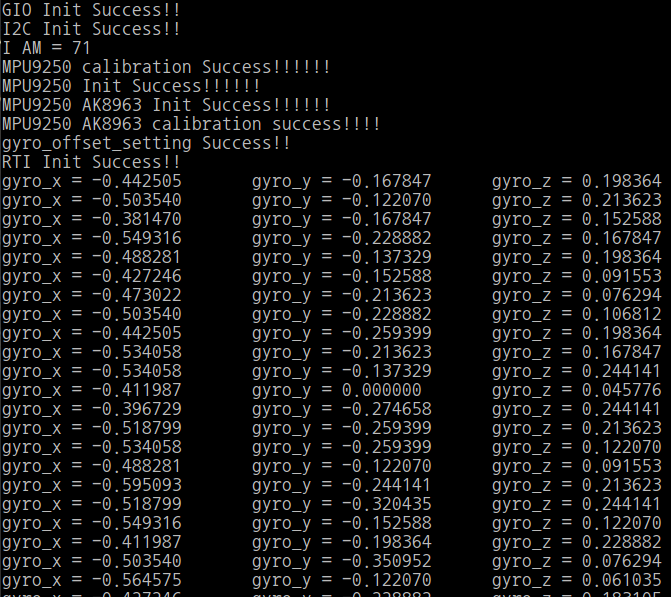 GIO Init Success!!
I2C Init Success!!
I AM = 71
MPU9250 calibration Success!!!!!!
MPU9250 Init Success!!!!!!
MPU9250 AK8963 Init Success!!!!!!
MPU9250 AK8963 calibration success!!!!
gyro_offset_setting Success!!
RTI Init Success!!
gyro_x = -0.442505 gyro_y = -0.167847 gyro_z = 0.198364
gyro_x = -0.503540 gyro_y = -0.122070 gyro_z = 0.213623
gyro_x = -0.381470 gyro_y = -0.167847 gyro_z = 0.152588
gyro_x = -0.549316 gyro_y = -0.228882 gyro_z = 0.167847
gyro_x = -0.488281 gyro_y = -0.137329 gyro_z = 0.198364
gyro_x = -0.427246 gyro_y = -0.152588 gyro_z = 0.091553
gyro_x = -0.473022 gyro_y = -0.213623 gyro_z = 0.076294
gyro_x = -0.503540 gyro_y = -0.228882 gyro_z = 0.106812
gyro_x = -0.442505 gyro_y = -0.259399 gyro_z = 0.198364
gyro_x = -0.534058 gyro_y = -0.213623 gyro_z = 0.167847
gyro_x = -0.534058 gyro_y = -0.137329 gyro_z = 0.244141
gyro_x = -0.411987 gyro_y = 0.000000 gyro_z = 0.045776
gyro_x = -0.396729 gyro_y = -0.274658 gyro_z = 0.244141
gyro_x = -0.518799 gyro_y = -0.259399 gyro_z = 0.213623
gyro_x = -0.534058 gyro_y = -0.259399 gyro_z = 0.122070
gyro_x = -0.488281 gyro_y = -0.122070 gyro_z = 0.091553
gyro_x = -0.595093 gyro_y = -0.244141 gyro_z = 0.213623
gyro_x = -0.518799 gyro_y = -0.320435 gyro_z = 0.244141
gyro_x = -0.549316 gyro_y = -0.152588 gyro_z = 0.122070
gyro_x = -0.411987 gyro_y = -0.198364 gyro_z = 0.228882
gyro_x = -0.503540 gyro_y = -0.350952 gyro_z = 0.076294
gyro_x = -0.564575 gyro_y = -0.122070 gyro_z = 0.061035
gyro_x = -0.427246 gyro_y = -0.228882 gyro_z = 0.183105